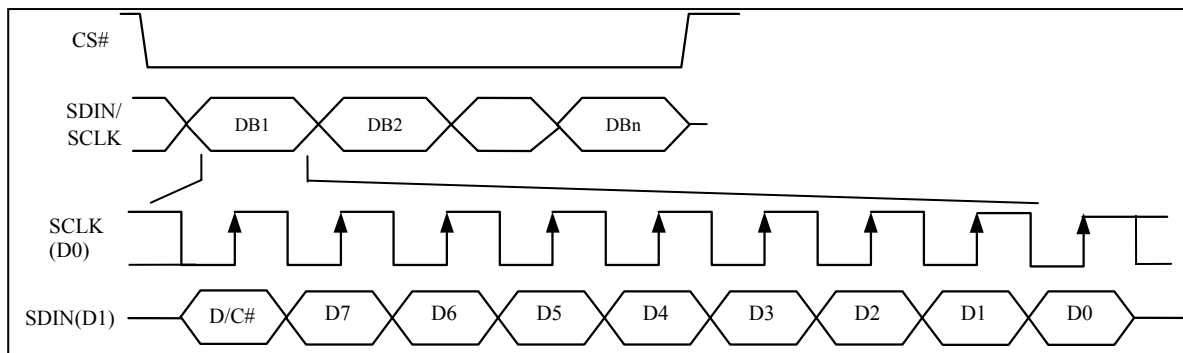 CS#
SDIN/
SCLK
DB1 DB2 DBn
SCLK
(D0)
SDIN(D1) D/C# D7 D6 D5 D4 D3 D2 D1 D0